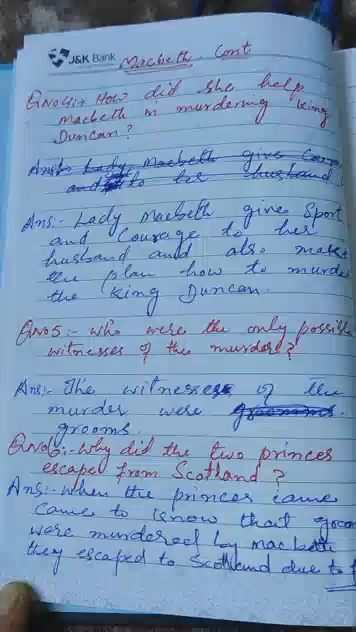 J&K Bank
Macbeth. Cont
Qno4:- How did she help
Macbeth in murdering King
Duncan?
Ans:- Lady Macbeth give Cour
and to her husband
Ans:- Lady Macbeth give Sport
and Courage to her
husband and also make
the plan how to murder
the King Duncan.
Qno5:- who were the only possible
witnesses of the murdere?
Ans:- The witnesses of the
murder were grooms.
grooms.
Qno6:- why did the two princes
escaped from Scotland?
Ans:- when the princes came
came to know that groom
were murdered by macbeth
they escaped to Scotland due to